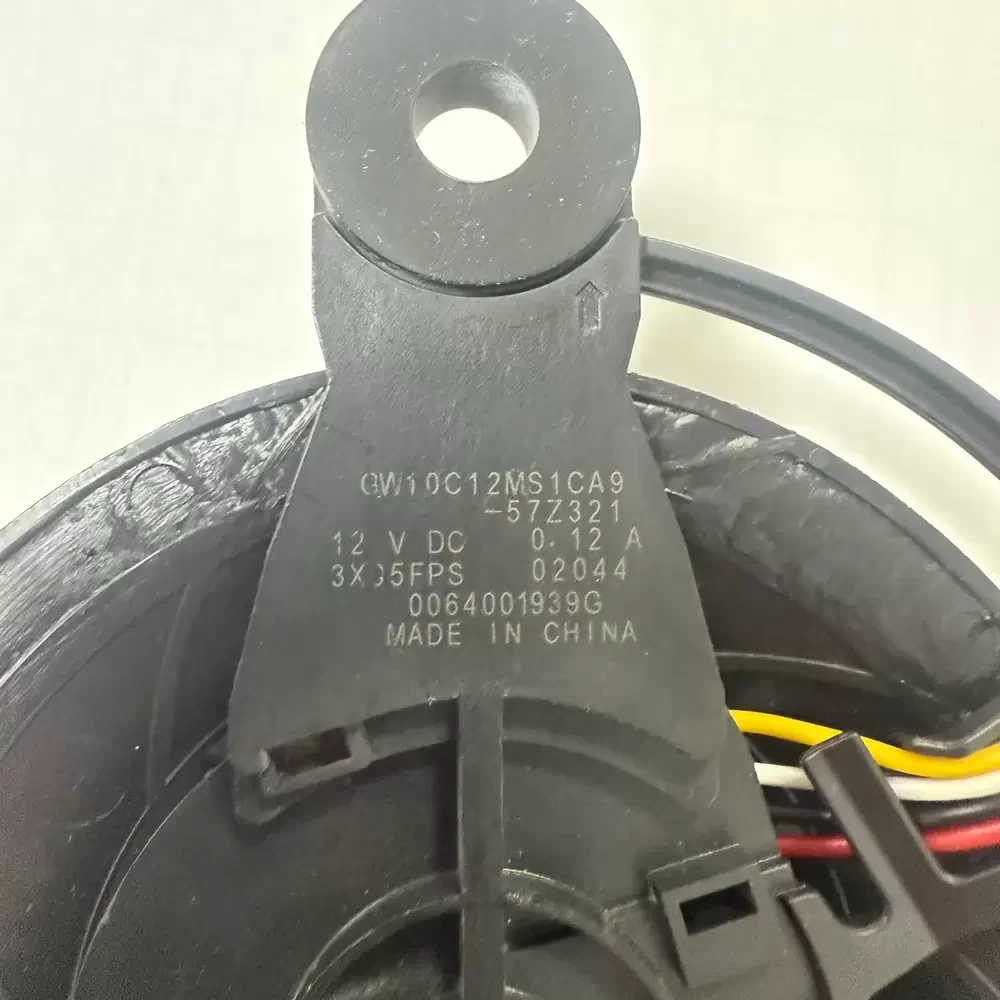 GW10C12MS1CA9
-57Z321
12 V DC 0.12 A
02044
0064001939G
MADE IN CHINA